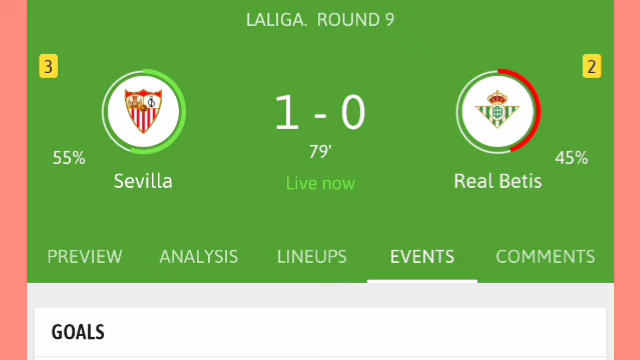 LALIGA. ROUND 9
3
2
1 - 0
55%
79'
45%
Sevilla
Live now
Real Betis
PREVIEW ANALYSIS LINEUPS EVENTS COMMENTS
GOALS